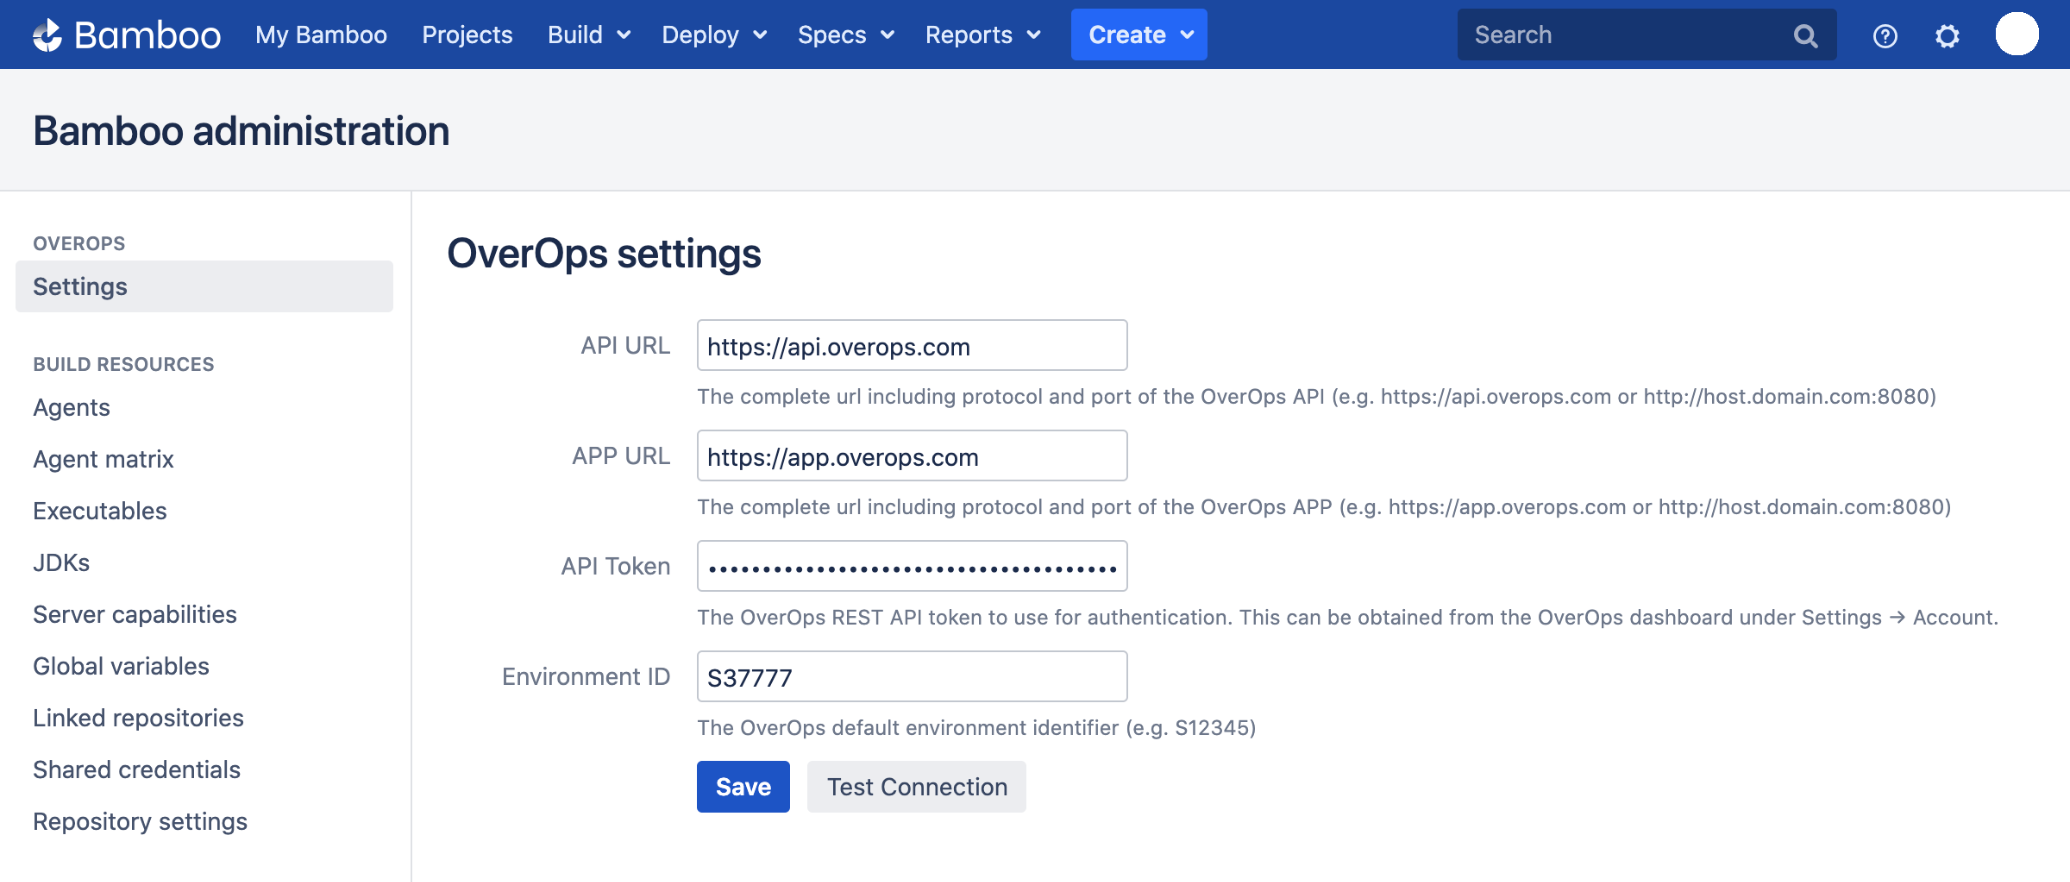 Bamboo My Bamboo Projects Build Deploy Specs Reports Create Search
Bamboo administration
OVEROPS
Settings
BUILD RESOURCES
Agents
Agent matrix
Executables
JDKs
Server capabilities
Global variables
Linked repositories
Shared credentials
Repository settings
OverOps settings
API URL https://api.overops.com
The complete url including protocol and port of the OverOps API (e.g. https://api.overops.com or http://host.domain.com:8080)
APP URL https://app.overops.com
The complete url including protocol and port of the OverOps APP (e.g. https://app.overops.com or http://host.domain.com:8080)
API Token ••••••••••••••••••••••••••••••••••••••
The OverOps REST API token to use for authentication. This can be obtained from the OverOps dashboard under Settings → Account.
Environment ID S37777
The OverOps default environment identifier (e.g. S12345)
Save Test Connection